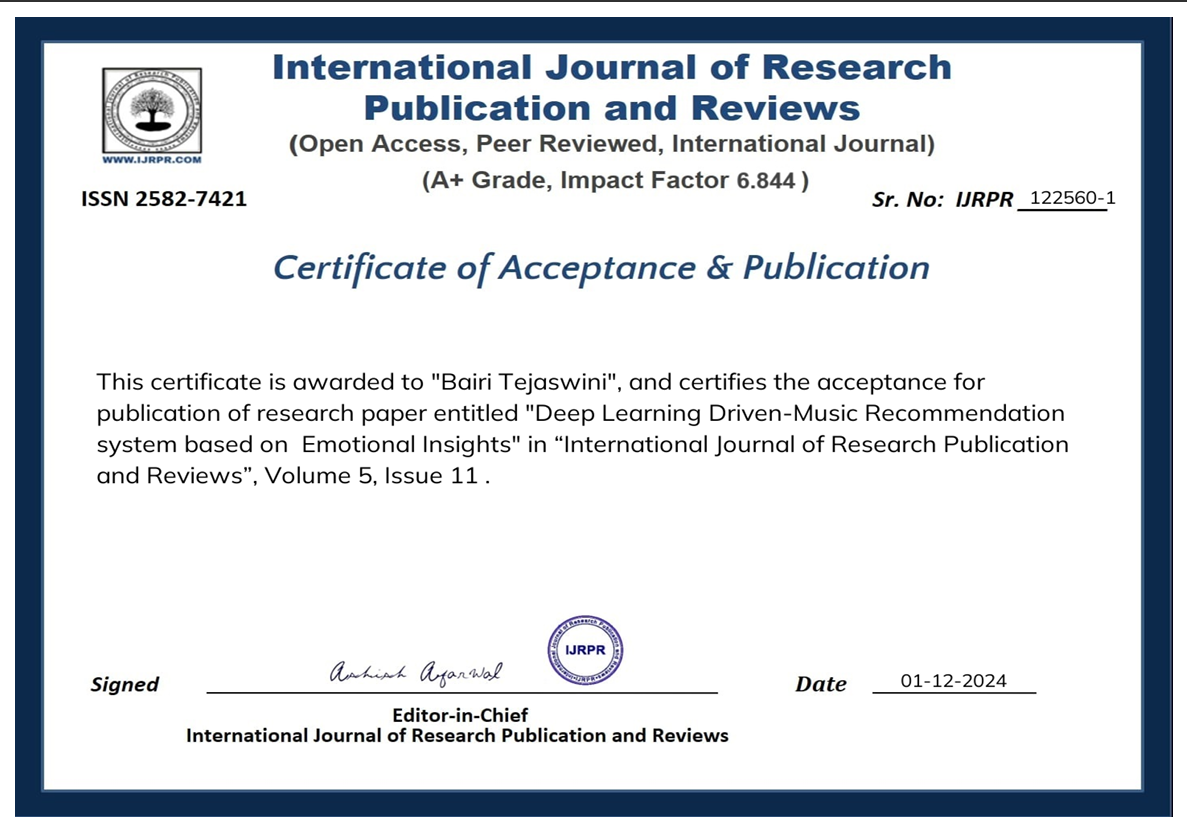 International Journal of Research
Publication and Reviews
(Open Access, Peer Reviewed, International Journal)
(A+ Grade, Impact Factor 6.844 )
WWW.IJRPR.COM
ISSN 2582-7421
Sr. No: IJRPR 122560-1
Certificate of Acceptance & Publication
This certificate is awarded to "Bairi Tejaswini", and certifies the acceptance for
publication of research paper entitled "Deep Learning Driven-Music Recommendation
system based on  Emotional Insights" in “International Journal of Research Publication
and Reviews”, Volume 5, Issue 11 .
IJRPR
Signed Ashish Agarwal
Date 01-12-2024
Editor-in-Chief
International Journal of Research Publication and Reviews